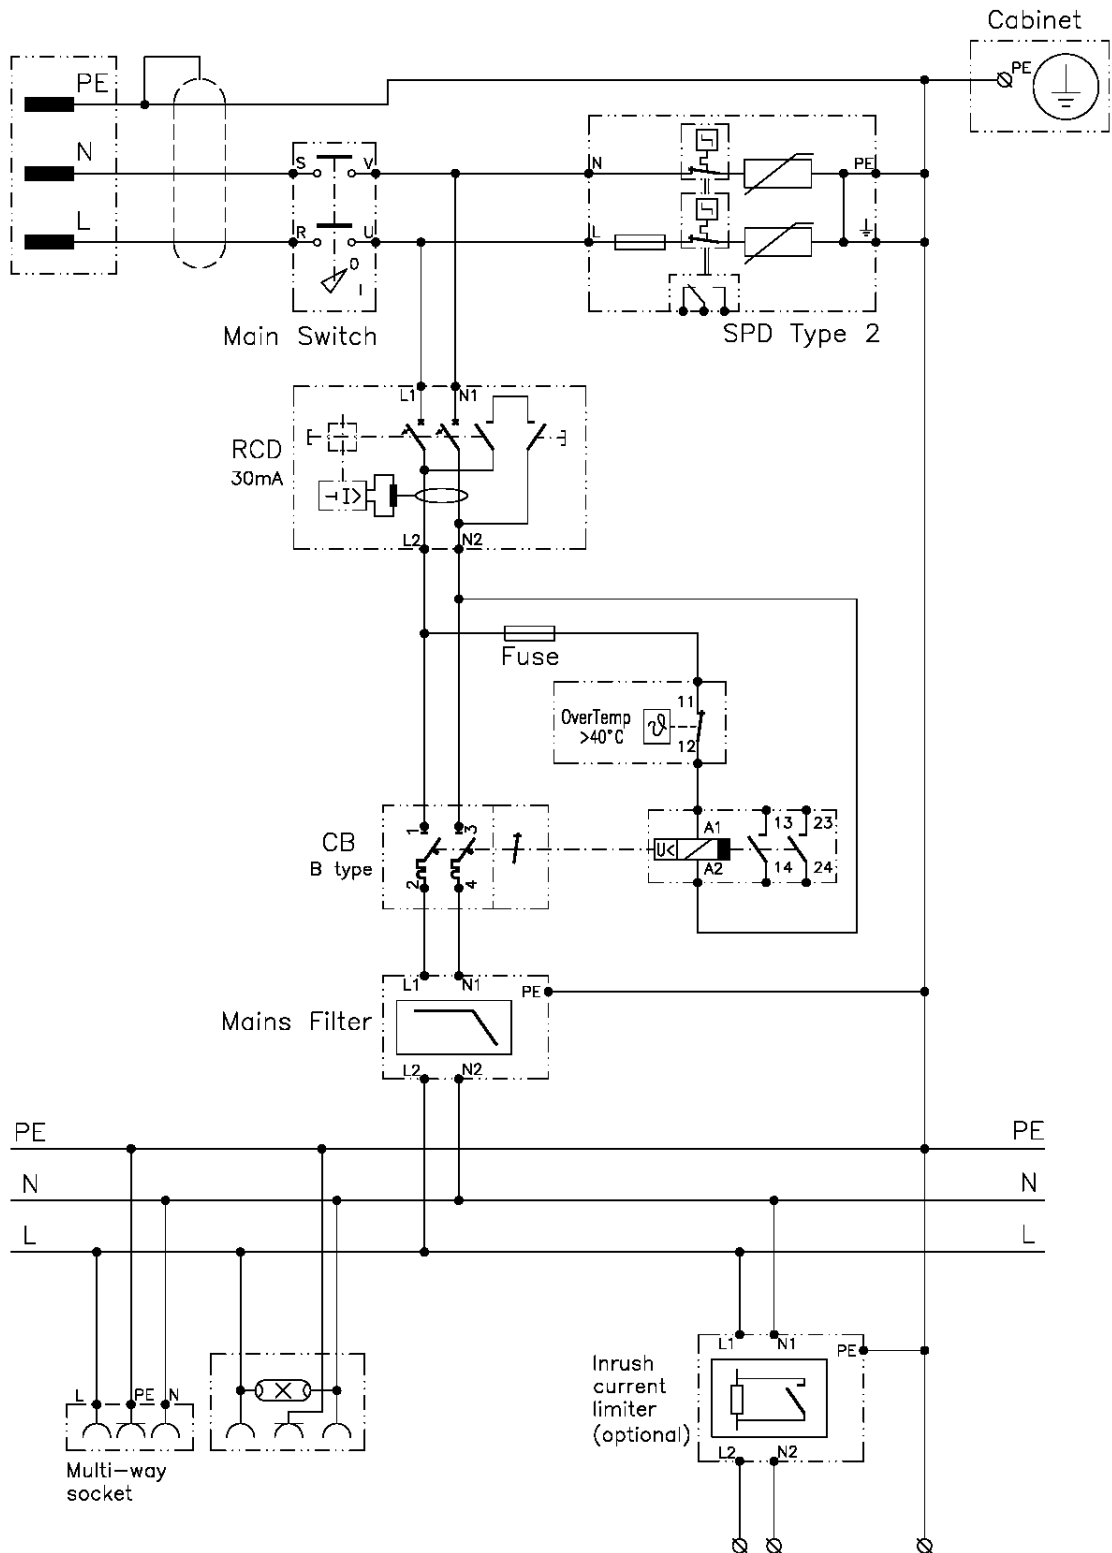 Cabinet
PE
PE
N
L
S
V
R
U
0
I
N
PE
L
Main Switch
SPD Type 2
L1
N1
RCD
30mA
I>
L2
N2
Fuse
11
OverTemp
>40°C
ϑ
12
1
3
CB
B type
2
4
A1
13
23
U<
A2
14
24
L1
N1
PE
Mains Filter
L2
N2
PE
PE
N
N
L
L
L1
N1
PE
Inrush
current
limiter
(optional)
L
PE
N
L2
N2
Multi-way
socket